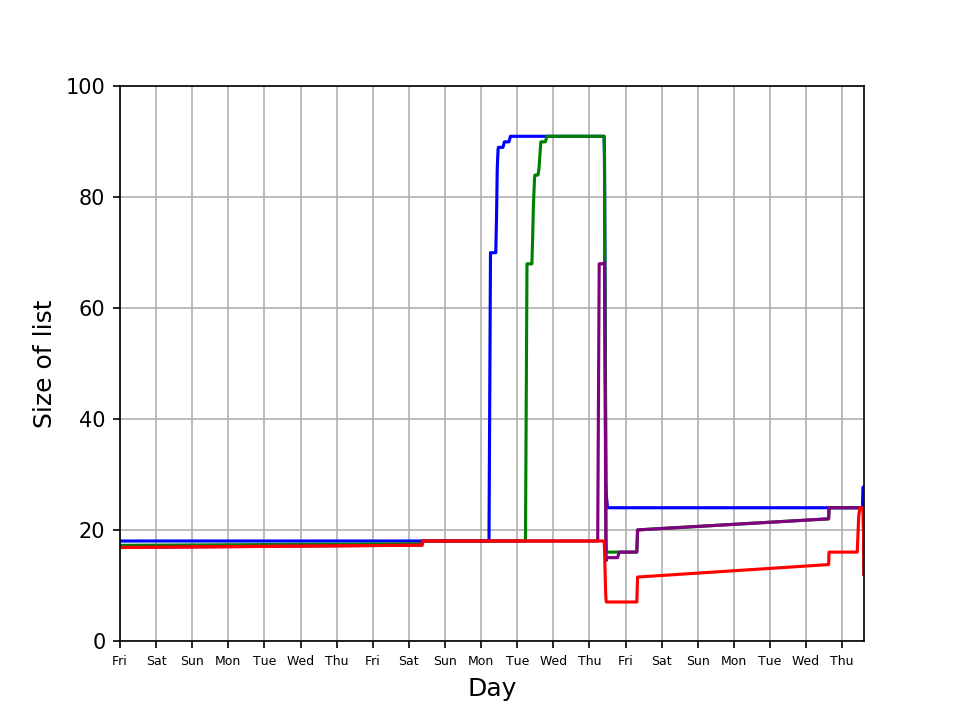 100
80
60
40
20
0
Size of list
Fri Sat Sun Mon Tue Wed Thu Fri Sat Sun Mon Tue Wed Thu Fri Sat Sun Mon Tue Wed Thu
Day